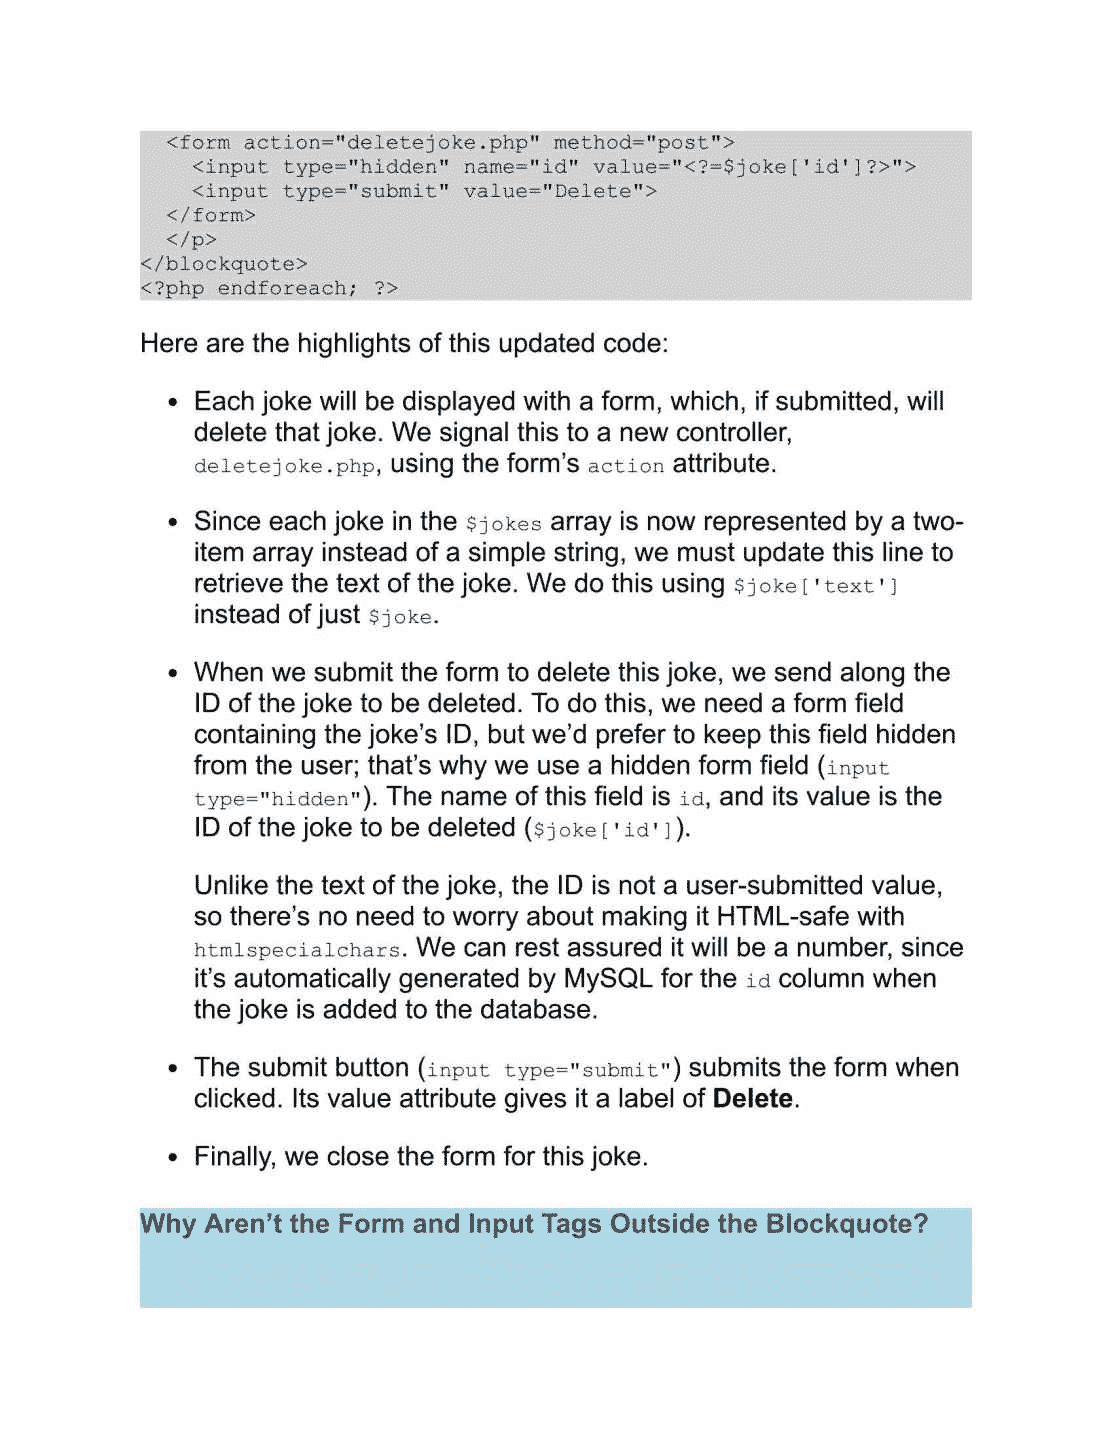 <form action="deletejoke.php" method="post">
<input type="hidden" name="id" value="<?=$joke['id']?>">
<input type="submit" value="Delete">
</form>
</p>
</blockquote>
<?php endforeach; ?>
Here are the highlights of this updated code:
• Each joke will be displayed with a form, which, if submitted, will
delete that joke. We signal this to a new controller,
deletejoke.php, using the form’s action attribute.
• Since each joke in the $jokes array is now represented by a two-
item array instead of a simple string, we must update this line to
retrieve the text of the joke. We do this using $joke['text']
instead of just $joke.
• When we submit the form to delete this joke, we send along the
ID of the joke to be deleted. To do this, we need a form field
containing the joke’s ID, but we’d prefer to keep this field hidden
from the user; that’s why we use a hidden form field (input
type="hidden"). The name of this field is id, and its value is the
ID of the joke to be deleted ($joke['id']).
Unlike the text of the joke, the ID is not a user-submitted value,
so there’s no need to worry about making it HTML-safe with
htmlspecialchars. We can rest assured it will be a number, since
it’s automatically generated by MySQL for the id column when
the joke is added to the database.
• The submit button (input type="submit") submits the form when
clicked. Its value attribute gives it a label of Delete.
• Finally, we close the form for this joke.
Why Aren’t the Form and Input Tags Outside the Blockquote?